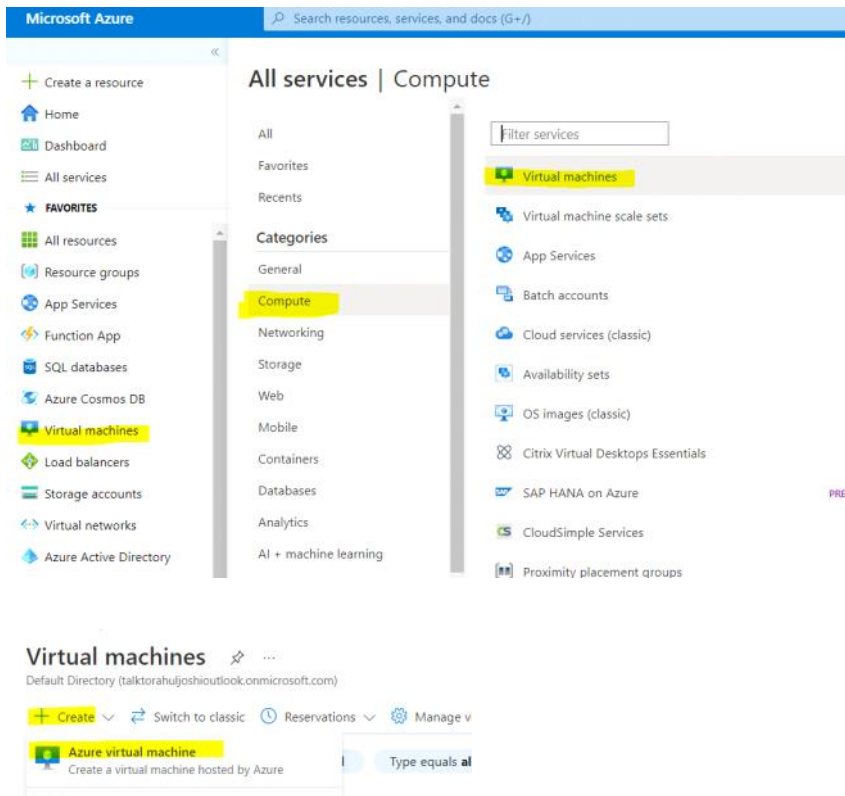 Microsoft Azure
Search resources, services, and docs (G+/)
«
Create a resource
Home
Dashboard
All services
FAVORITES
All resources
Resource groups
App Services
Function App
SQL databases
Azure Cosmos DB
Virtual machines
Load balancers
Storage accounts
Virtual networks
Azure Active Directory
All services | Compute
All
Favorites
Recents
Categories
General
Compute
Networking
Storage
Web
Mobile
Containers
Databases
Analytics
AI + machine learning
Filter services
Virtual machines
Virtual machine scale sets
App Services
Batch accounts
Cloud services (classic)
Availability sets
OS images (classic)
Citrix Virtual Desktops Essentials
SAP HANA on Azure PRE
CloudSimple Services
Proximity placement groups
Virtual machines ...
Default Directory (talktorahuljoshioutlook.onmicrosoft.com)
+ Create Switch to classic Reservations Manage v
Azure virtual machine
Create a virtual machine hosted by Azure
Type equals al